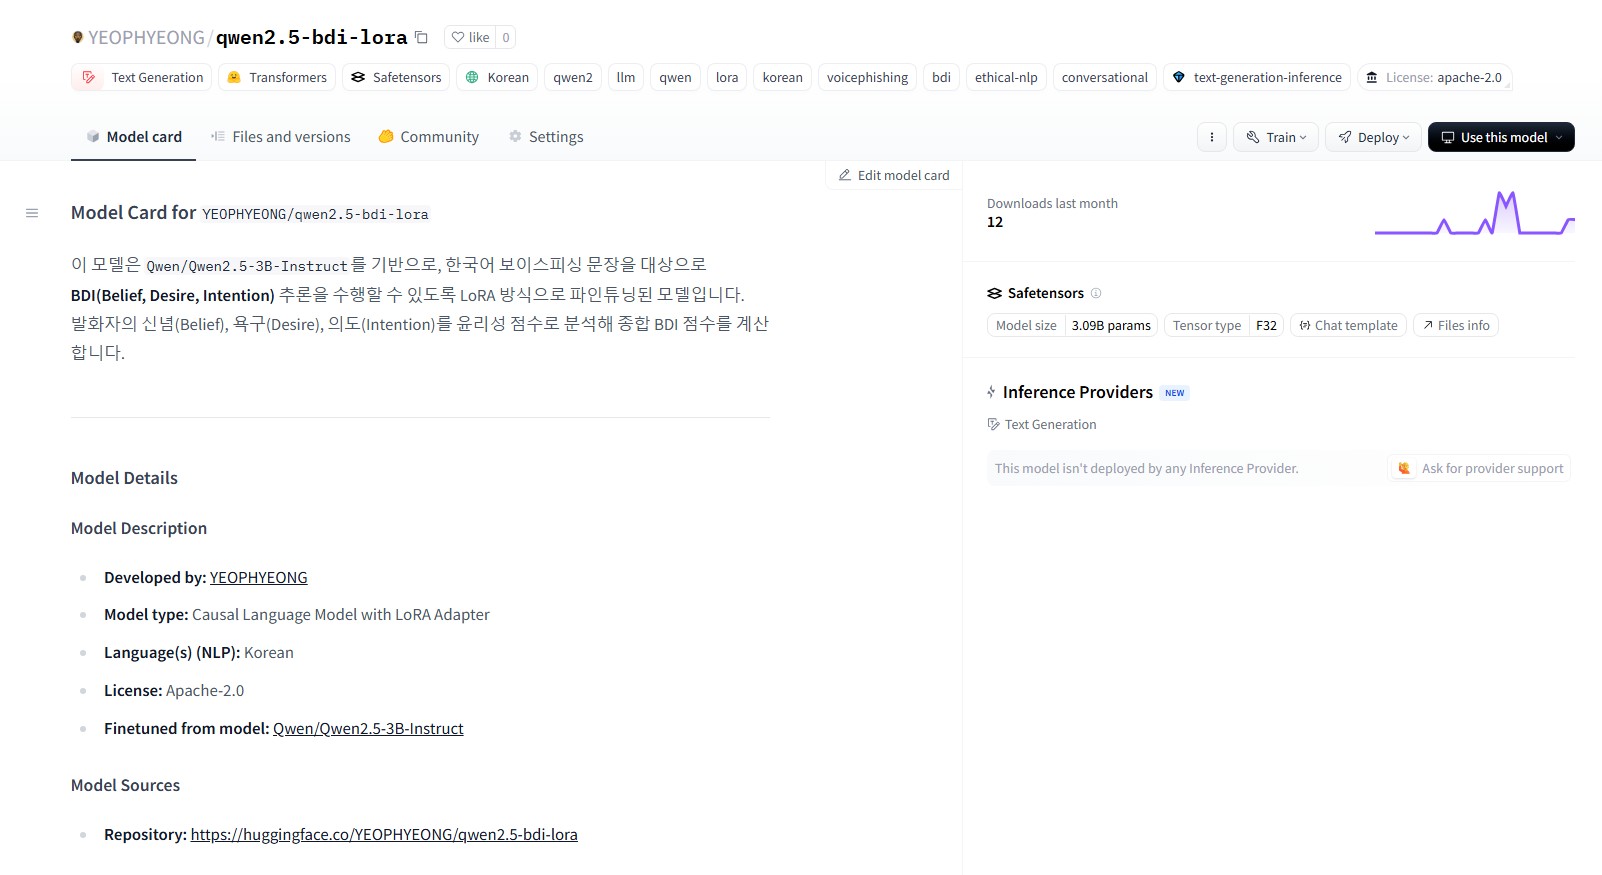 YEOPHYEONG/qwen2.5-bdi-lora like 0
Text Generation Transformers Safetensors Korean qwen2 llm qwen lora korean voicephishing bdi ethical-nlp conversational text-generation-inference License: apache-2.0
Model card Files and versions Community Settings Train Deploy Use this model
Edit model card
Model Card for YEOPHYEONG/qwen2.5-bdi-lora
이 모델은 Qwen/Qwen2.5-3B-Instruct를 기반으로, 한국어 보이스피싱 문장을 대상으로
BDI(Belief, Desire, Intention) 추론을 수행할 수 있도록 LoRA 방식으로 파인튜닝된 모델입니다.
발화자의 신념(Belief), 욕구(Desire), 의도(Intention)를 윤리성 점수로 분석해 종합 BDI 점수를 계산
합니다.
Model Details
Model Description
Developed by: YEOPHYEONG
Model type: Causal Language Model with LoRA Adapter
Language(s) (NLP): Korean
License: Apache-2.0
Finetuned from model: Qwen/Qwen2.5-3B-Instruct
Model Sources
Repository: https://huggingface.co/YEOPHYEONG/qwen2.5-bdi-lora
Downloads last month
12
Safetensors
Model size 3.09B params Tensor type F32 Chat template Files info
Inference Providers NEW
Text Generation
This model isn't deployed by any Inference Provider. Ask for provider support